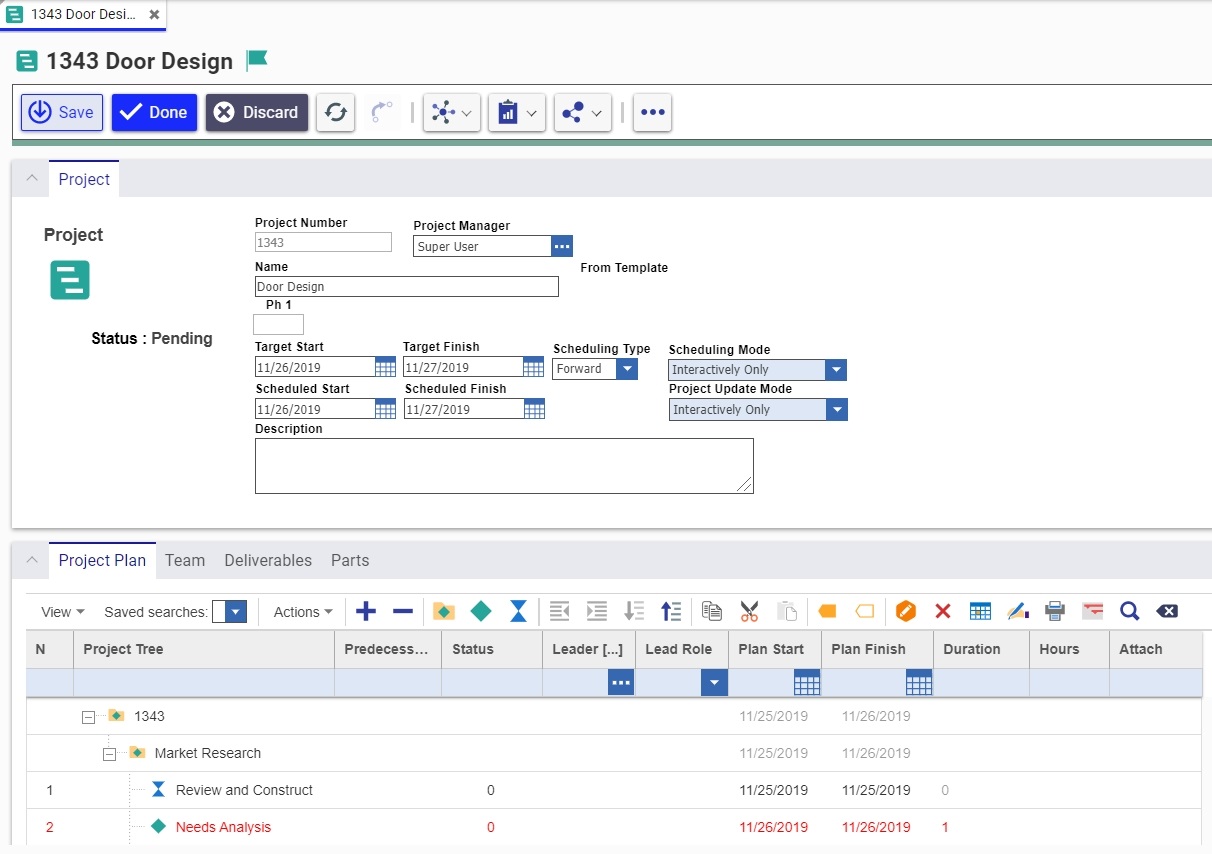 1343 Door Desi...
1343 Door Design
Save Done Discard
Project
Project
Status : Pending
Project Number
1343
Project Manager
Super User
Name
Door Design
From Template
Ph 1
Target Start Target Finish Scheduling Type Scheduling Mode
11/26/2019 11/27/2019 Forward Interactively Only
Scheduled Start Scheduled Finish Project Update Mode
11/26/2019 11/27/2019 Interactively Only
Description
Project Plan Team Deliverables Parts
View Saved searches: Actions
N Project Tree Predecess... Status Leader [...] Lead Role Plan Start Plan Finish Duration Hours Attach
1343 11/25/2019 11/26/2019
Market Research 11/25/2019 11/26/2019
1 Review and Construct 0 11/25/2019 11/25/2019 0
2 Needs Analysis 0 11/26/2019 11/26/2019 1